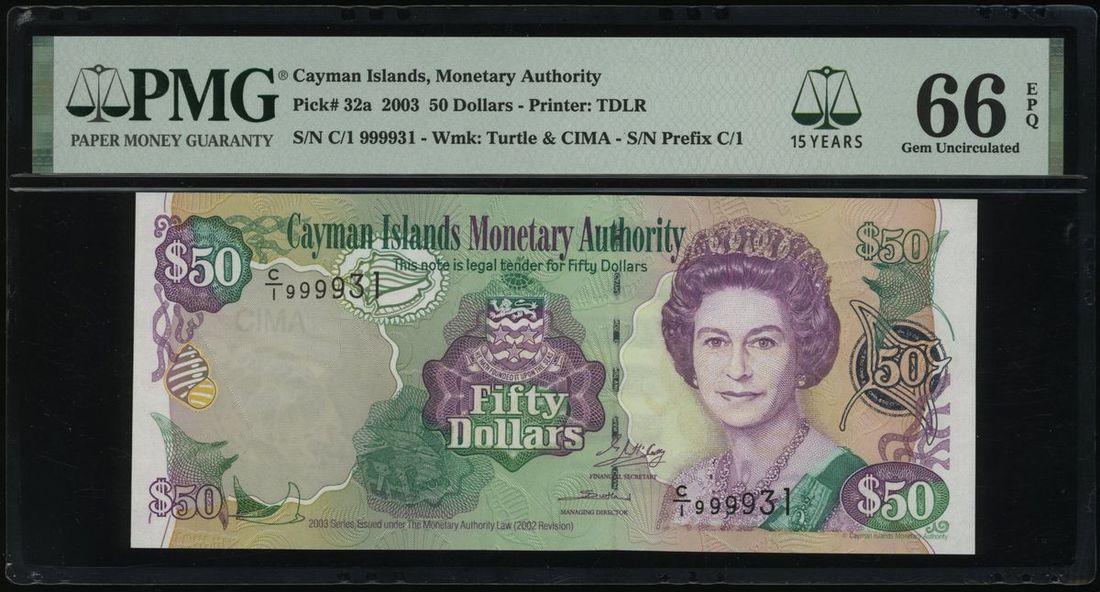 PMG®
PAPER MONEY GUARANTY
Cayman Islands, Monetary Authority
Pick# 32a 2003 50 Dollars - Printer: TDLR
S/N C/1 999931 - Wmk: Turtle & CIMA - S/N Prefix C/1
15 YEARS
66
EPQ
Gem Uncirculated
$50
Cayman Islands Monetary Authority
$50
This note is legal tender for Fifty Dollars
C/1 999931
CIMA
50
Fifty
Dollars
FINANCIAL SECRETARY
$50
C/1 999931
$50
MANAGING DIRECTOR
2003 Series Issued under The Monetary Authority Law (2002 Revision)
© Cayman Islands Monetary Authority